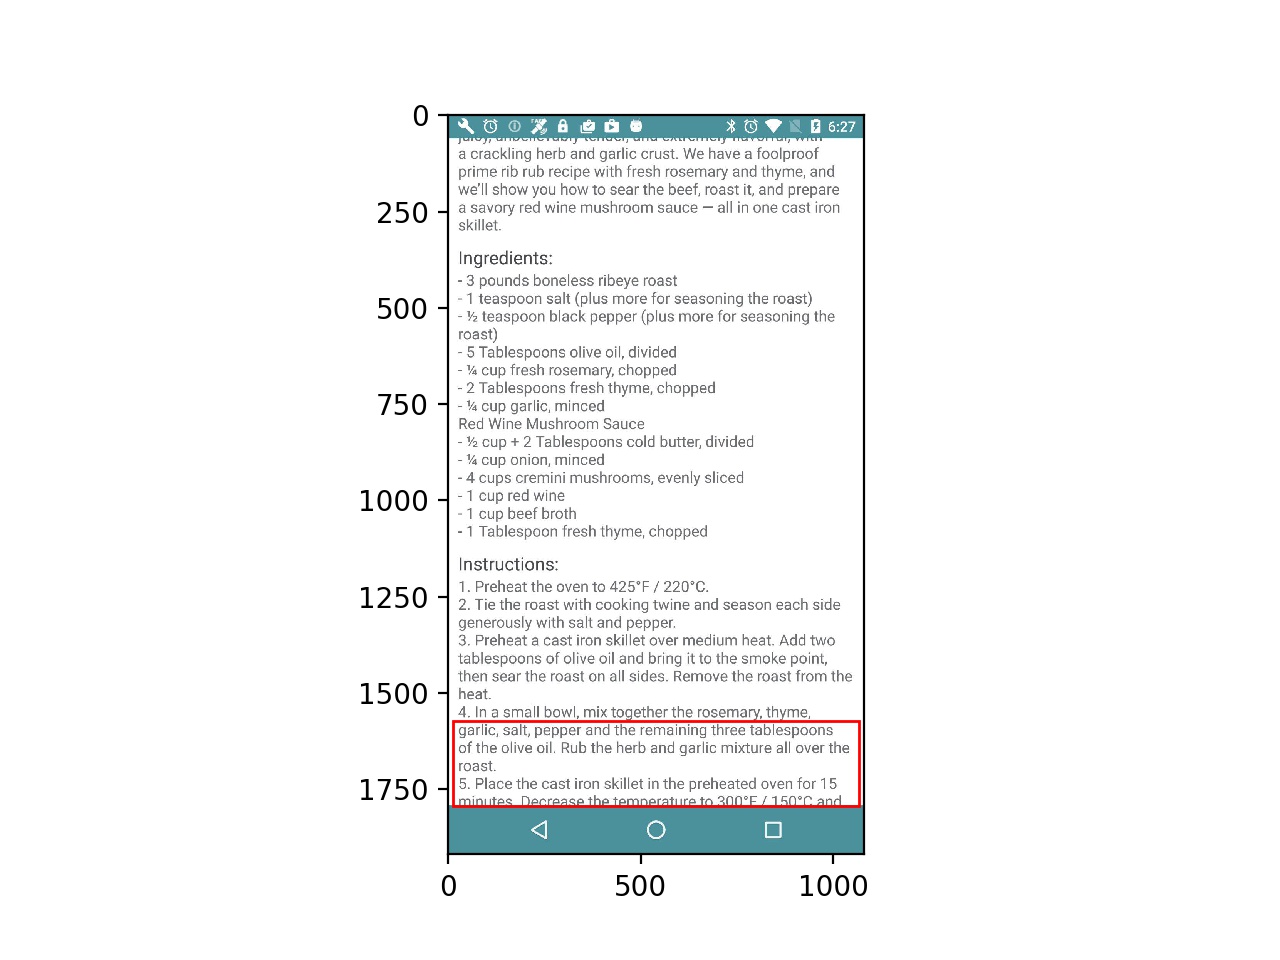 0
250
500
750
1000
1250
1500
1750
0
500
1000
6:27
juicy, unbelievably tender, and extremely flavorful, with
a crackling herb and garlic crust. We have a foolproof
prime rib rub recipe with fresh rosemary and thyme, and
we'll show you how to sear the beef, roast it, and prepare
a savory red wine mushroom sauce — all in one cast iron
skillet.
Ingredients:
- 3 pounds boneless ribeye roast
- 1 teaspoon salt (plus more for seasoning the roast)
- ½ teaspoon black pepper (plus more for seasoning the
roast)
- 5 Tablespoons olive oil, divided
- ¼ cup fresh rosemary, chopped
- 2 Tablespoons fresh thyme, chopped
- ¼ cup garlic, minced
Red Wine Mushroom Sauce
- ½ cup + 2 Tablespoons cold butter, divided
- ¼ cup onion, minced
- 4 cups cremini mushrooms, evenly sliced
- 1 cup red wine
- 1 cup beef broth
- 1 Tablespoon fresh thyme, chopped
Instructions:
1. Preheat the oven to 425°F / 220°C.
2. Tie the roast with cooking twine and season each side
generously with salt and pepper.
3. Preheat a cast iron skillet over medium heat. Add two
tablespoons of olive oil and bring it to the smoke point,
then sear the roast on all sides. Remove the roast from the
heat.
4. In a small bowl, mix together the rosemary, thyme,
garlic, salt, pepper and the remaining three tablespoons
of the olive oil. Rub the herb and garlic mixture all over the
roast.
5. Place the cast iron skillet in the preheated oven for 15
minutes. Decrease the temperature to 300°F / 150°C and